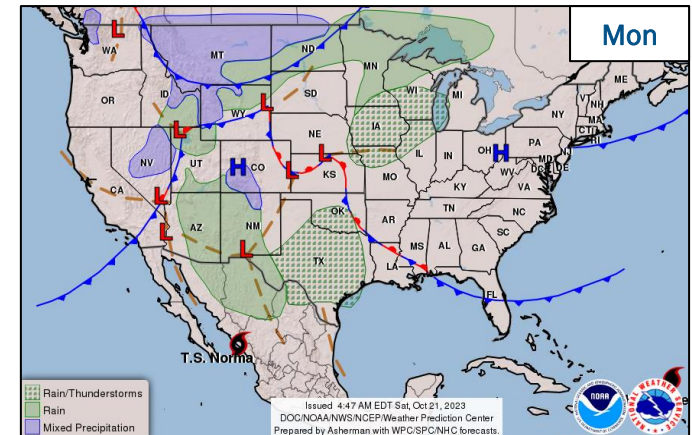 Mon
WA
MT
ND
MN
ME
OR
ID
WY
SD
WI
MI
VT
NH
NY
MA
CT
RI
NV
UT
CO
NE
IA
IL
IN
OH
PA
NJ
MD
DE
DC
WV
VA
CA
AZ
NM
KS
MO
KY
OK
AR
TN
NC
SC
TX
LA
MS
AL
GA
FL
L
L
L
L
L
L
L
L
H
H
T.S. Norma
Rain/Thunderstorms
Rain
Mixed Precipitation
Issued 4:47 AM EDT Sat, Oct 21, 2023
DOC/NOAA/NWS/NCEP/Weather Prediction Center
Prepared by Asherman with WPC/SPC/NHC forecasts.
NOAA
NATIONAL WEATHER SERVICE